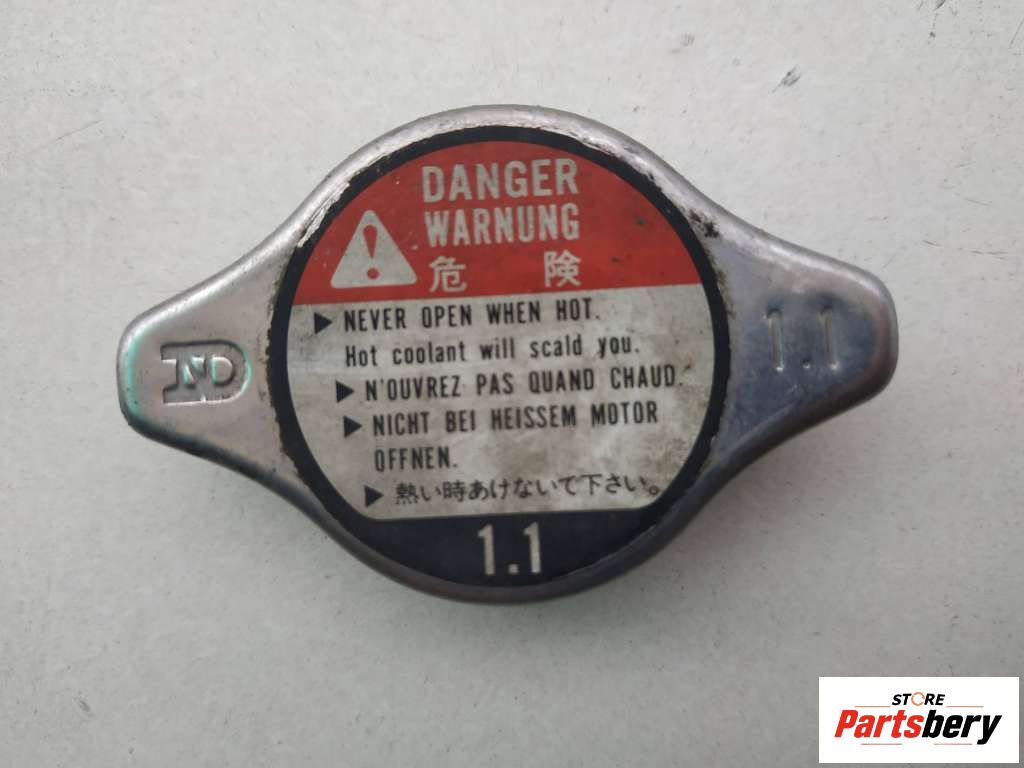 DANGER
WARNUNG
危 険
▶ NEVER OPEN WHEN HOT.
Hot coolant will scald you.
▶ N'OUVREZ PAS QUAND CHAUD.
▶ NICHT BEI HEISSEM MOTOR
OFFNEN.
▶ 熱い時あけないで下さい。
1.1
ND
1.1
STORE
Partsbery